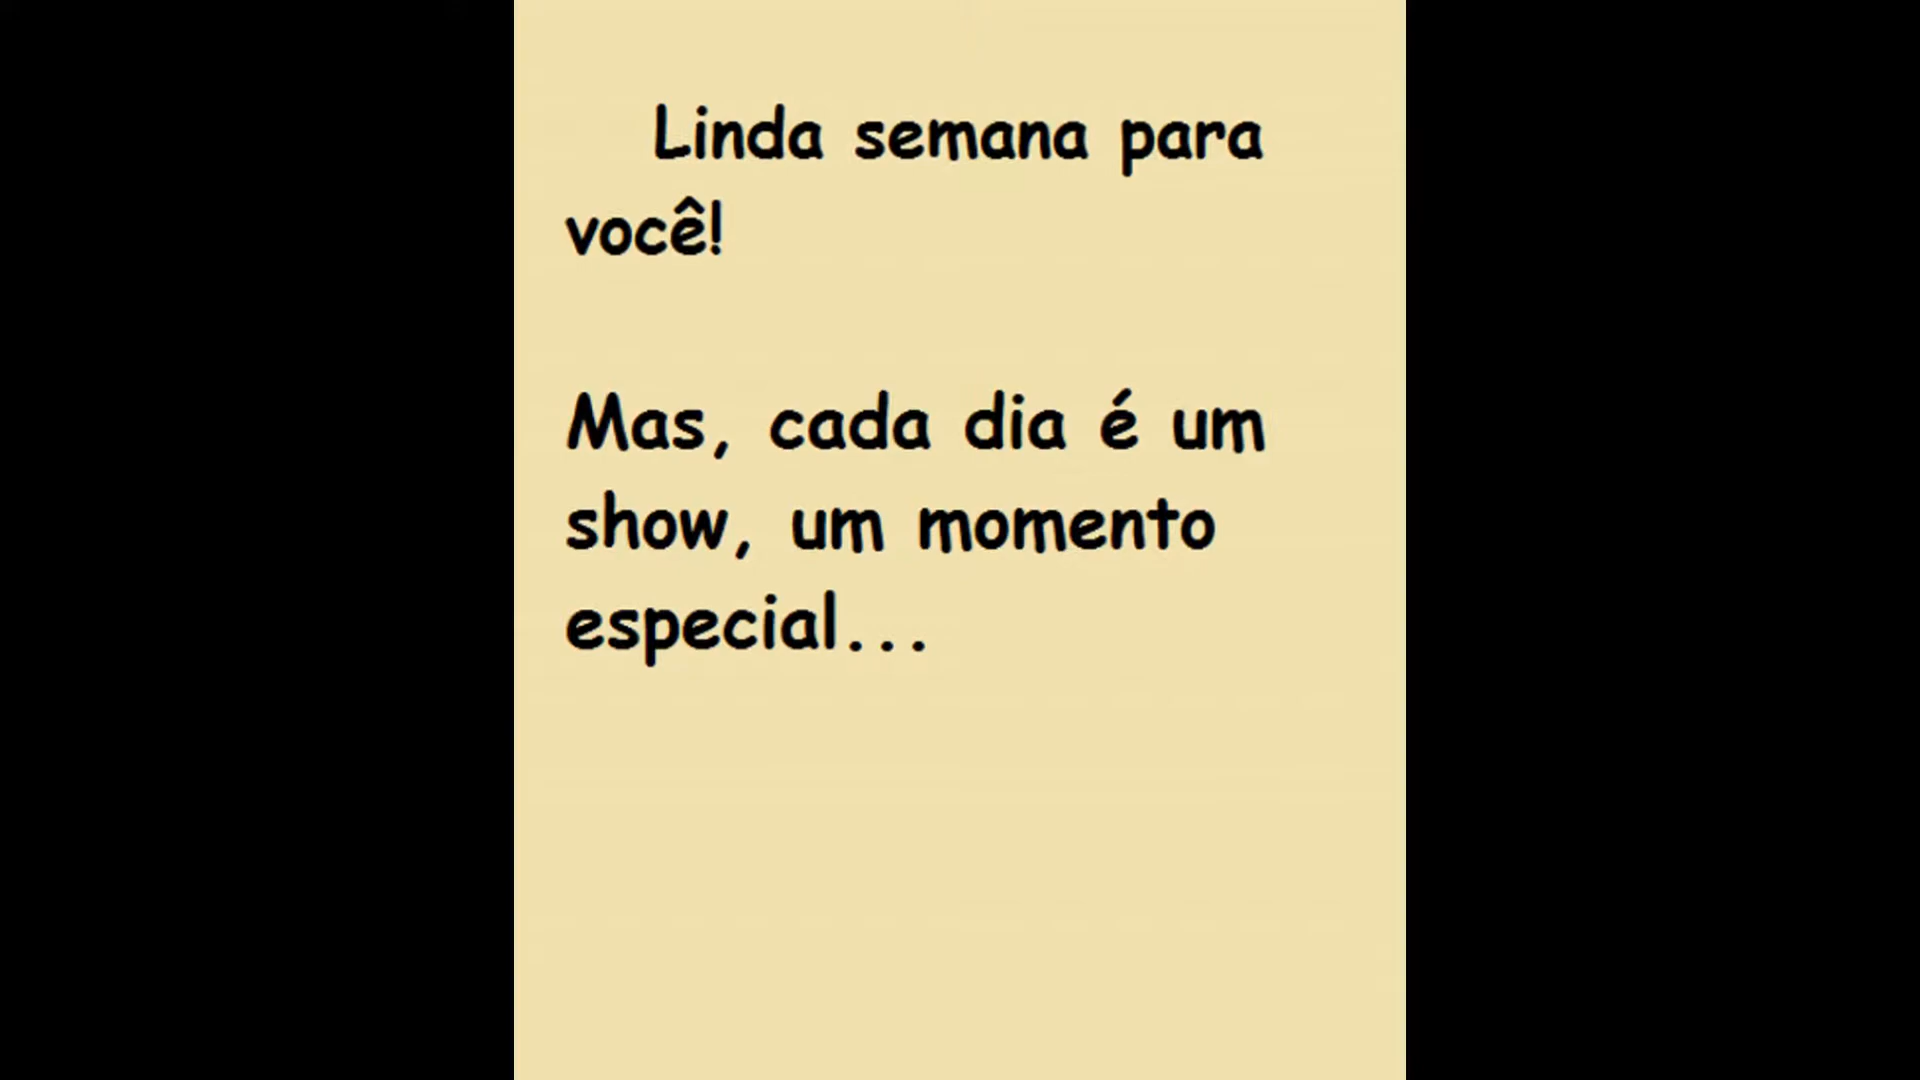 Linda semana para
você!
Mas, cada dia é um
show, um momento
especial...